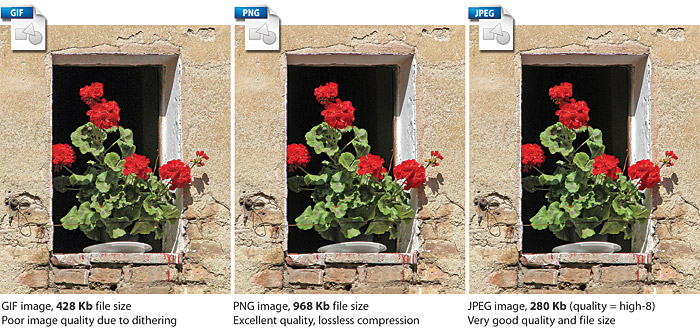 GIF
PNG
JPEG
GIF image, 428 Kb file size
Poor image quality due to dithering
PNG image, 968 Kb file size
Excellent quality, lossless compression
JPEG image, 280 Kb (quality = high-8)
Very good quality and file size